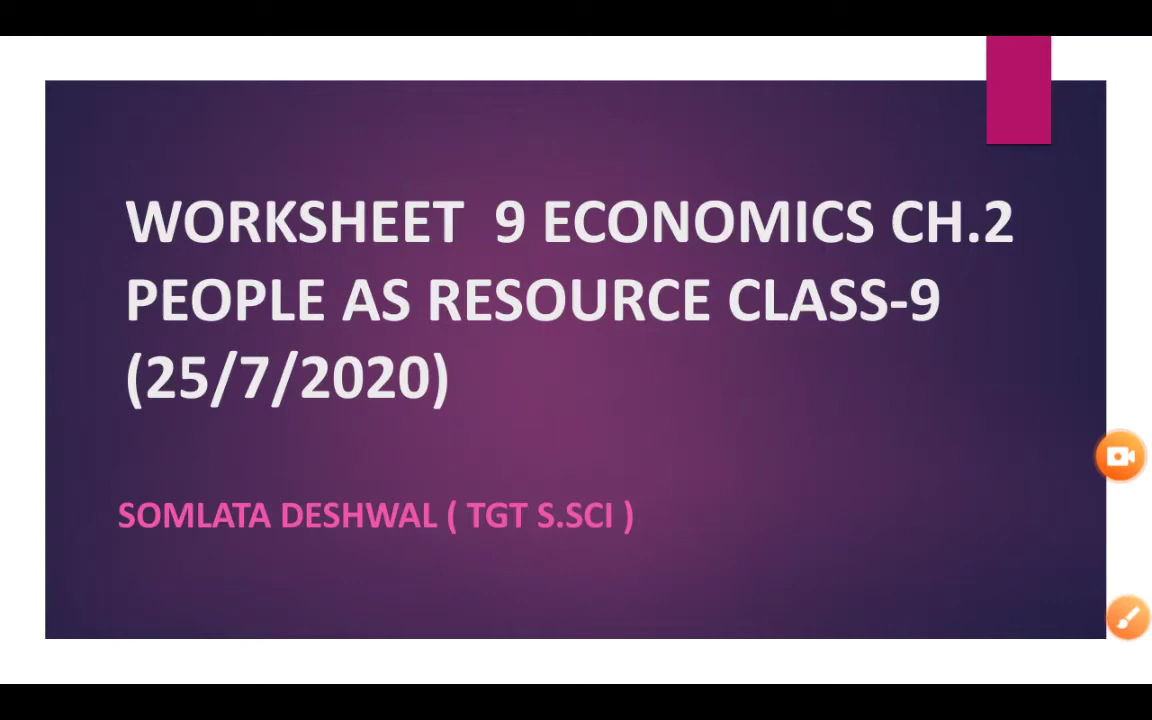 WORKSHEET 9 ECONOMICS CH.2
PEOPLE AS RESOURCE CLASS-9
(25/7/2020)
SOMLATA DESHWAL ( TGT S.SCI )